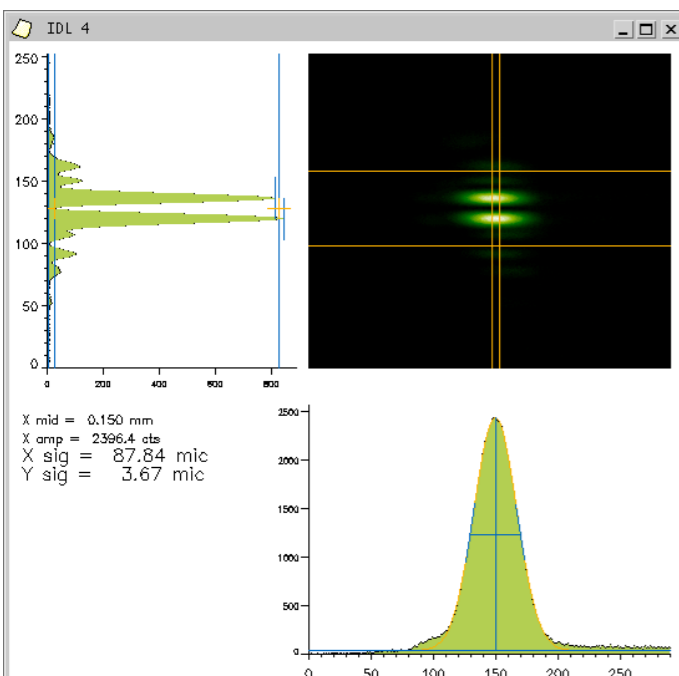 IDL 4
250
200
150
100
50
0
0 200 400 600 800
X mid = 0.150 mm
X amp = 2396.4 cts
X sig = 87.84 mic
Y sig = 3.67 mic
2500
2000
1500
1000
500
0
0 50 100 150 200 250